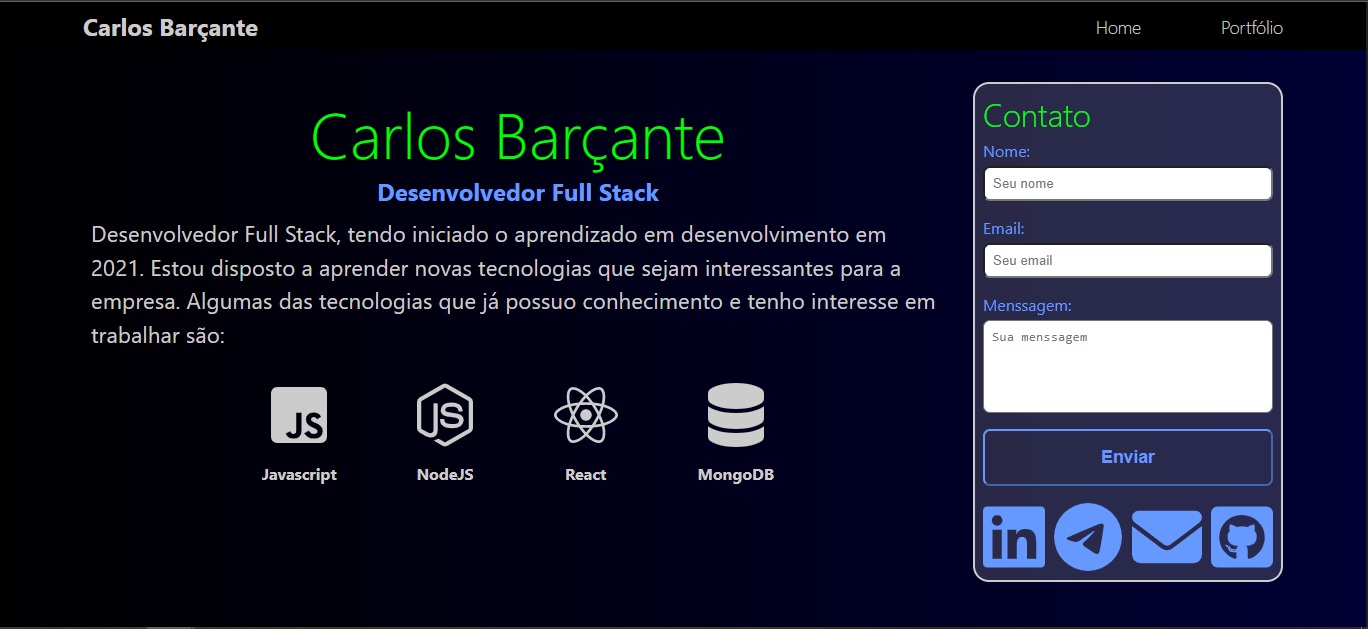 Carlos Barçante
Home
Portfólio
Carlos Barçante
Desenvolvedor Full Stack
Desenvolvedor Full Stack, tendo iniciado o aprendizado em desenvolvimento em
2021. Estou disposto a aprender novas tecnologias que sejam interessantes para a
empresa. Algumas das tecnologias que já possuo conhecimento e tenho interesse em
trabalhar são:
JS
JS
Javascript
NodeJS
React
MongoDB
Contato
Nome:
Seu nome
Email:
Seu email
Menssagem:
Sua menssagem
Enviar
in